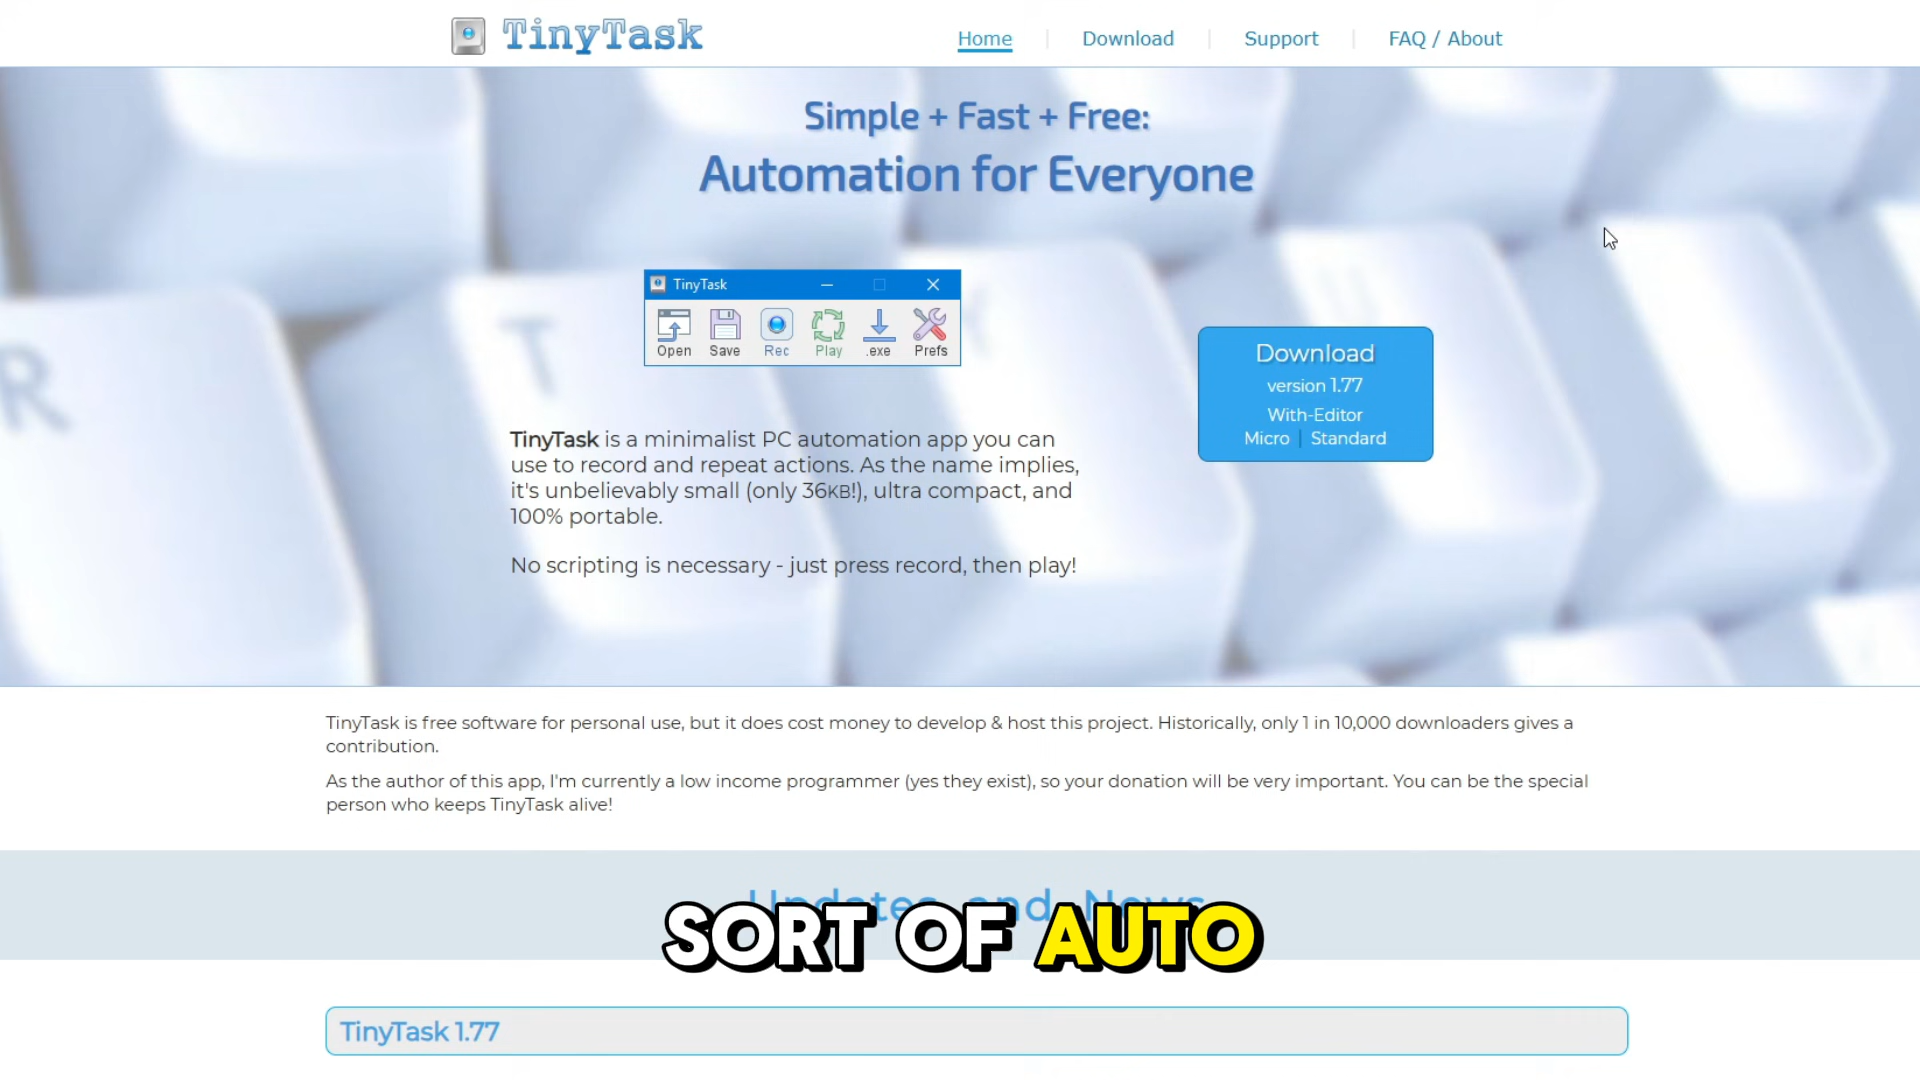 TinyTask
Home
Download
Support
FAQ / About
Simple + Fast + Free:
Automation for Everyone
TinyTask
Open
Save
Rec
Play
.exe
Prefs
Download
version 1.77
With-Editor
Micro | Standard
TinyTask is a minimalist PC automation app you can
use to record and repeat actions. As the name implies,
it's unbelievably small (only 36KB!), ultra compact, and
100% portable.
No scripting is necessary - just press record, then play!
R
T
TinyTask is free software for personal use, but it does cost money to develop & host this project. Historically, only 1 in 10,000 downloaders gives a
contribution.
As the author of this app, I'm currently a low income programmer (yes they exist), so your donation will be very important. You can be the special
person who keeps TinyTask alive!
Updates and News
SORT OF AUTO
TinyTask 1.77